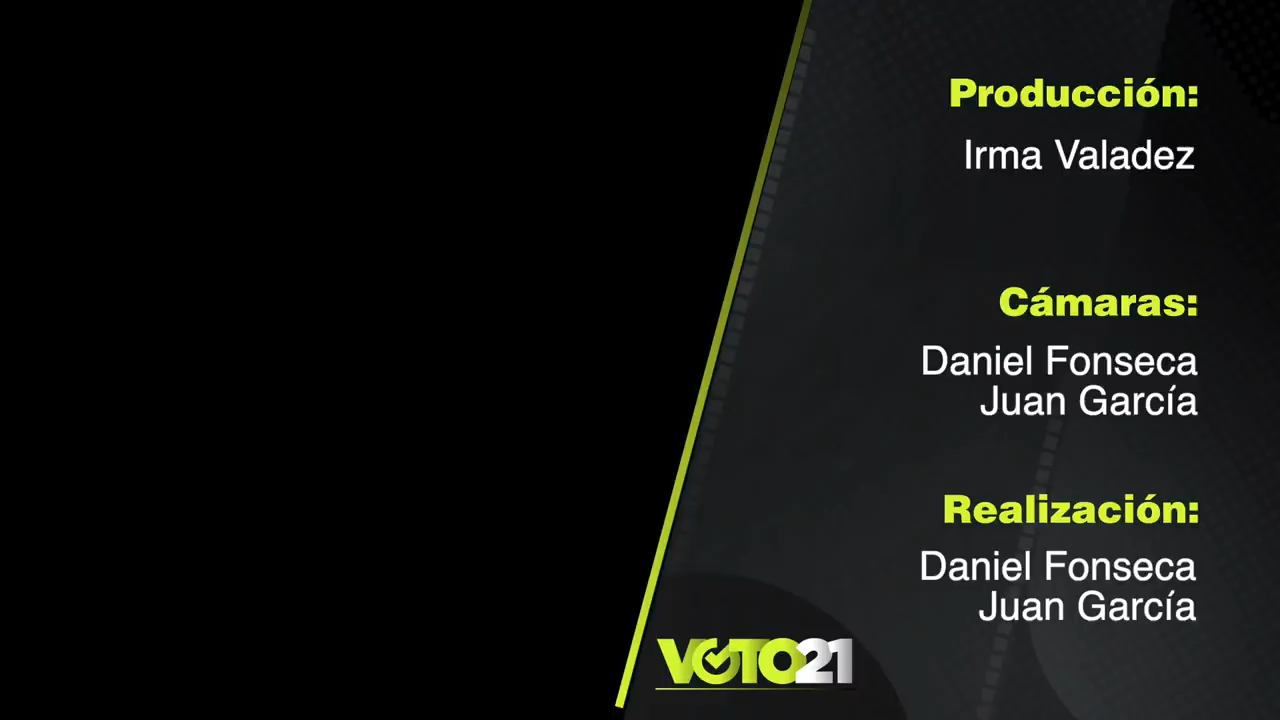 Producción:
Irma Valadez
Cámaras:
Daniel Fonseca
Juan García
Realización:
Daniel Fonseca
Juan García
VOTO21